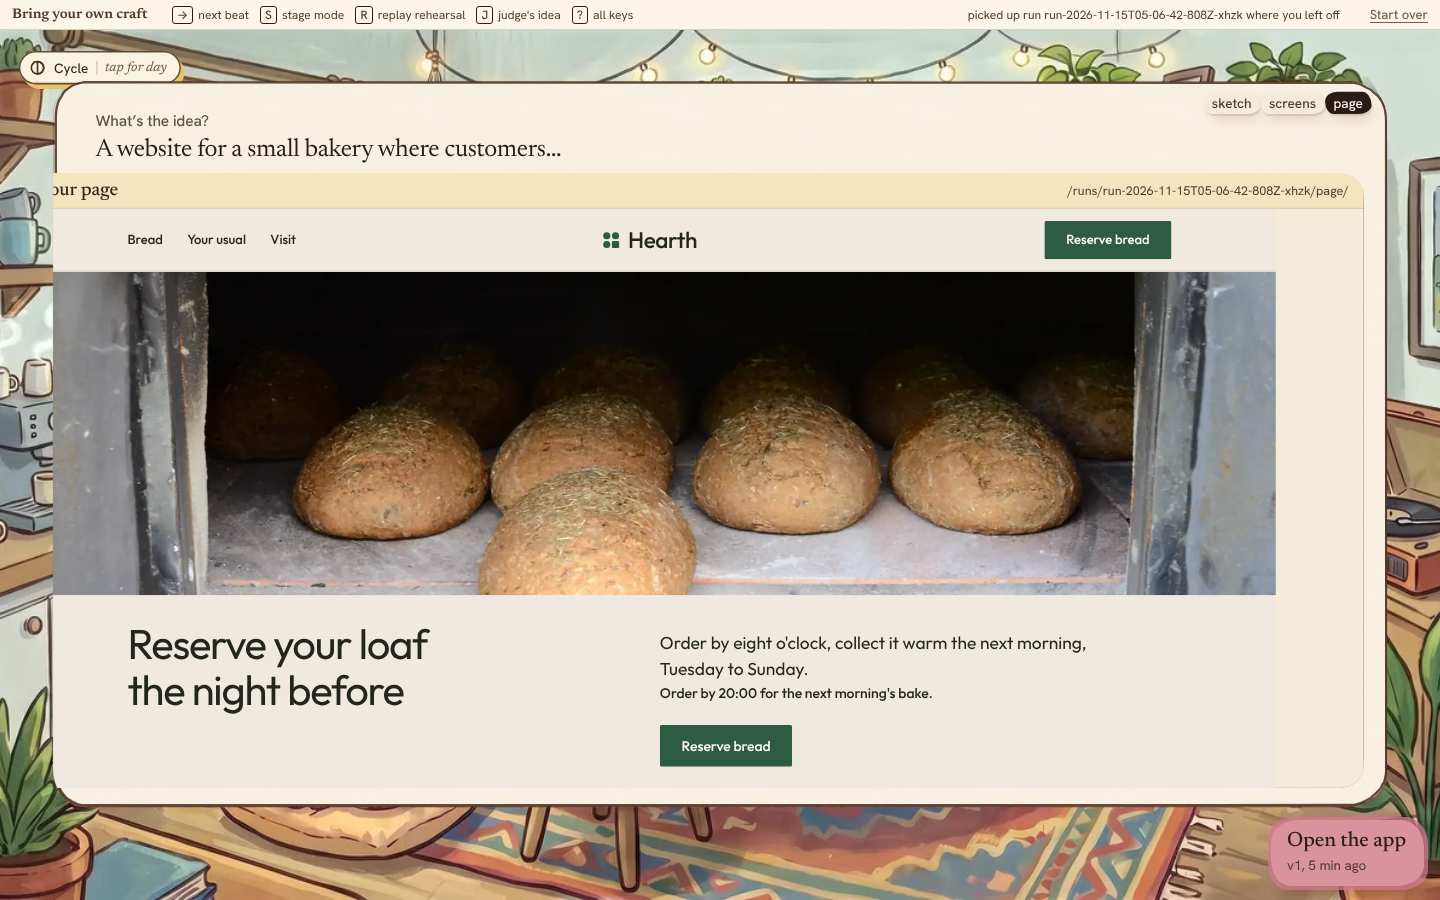 Bring your own craft
→ next beat S stage mode R replay rehearsal J judge's idea ? all keys
picked up run run-2026-11-15T05-06-42-808Z-xhzk where you left off
Start over
Cycle | tap for day
sketch screens page
What's the idea?
A website for a small bakery where customers...
our page
/runs/run-2026-11-15T05-06-42-808Z-xhzk/page/
Bread Your usual Visit
Hearth
Reserve bread
Reserve your loaf
the night before
Order by eight o'clock, collect it warm the next morning,
Tuesday to Sunday.
Order by 20:00 for the next morning's bake.
Reserve bread
Open the app
v1, 5 min ago